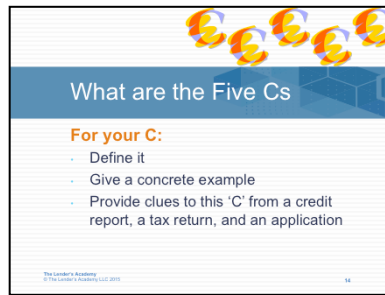 What are the Five Cs
For your C:
Define it
Give a concrete example
Provide clues to this ‘C’ from a credit
report, a tax return, and an application
The Lender's Academy
© The Lender's Academy LLC 2010
14